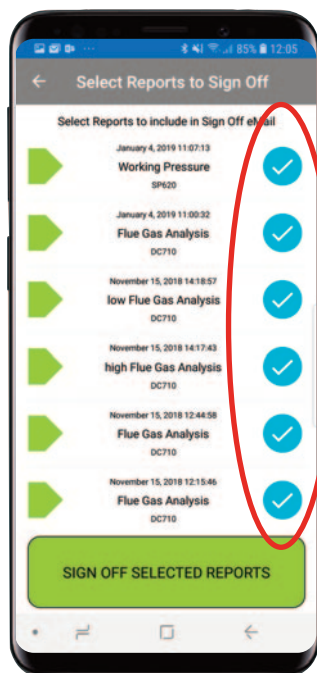 85% 12:05
Select Reports to Sign Off
Select Reports to include in Sign Off eMail
January 4, 2019 11:07:13
Working Pressure
SP620
January 4, 2019 11:00:32
Flue Gas Analysis
DC710
November 15, 2018 14:18:57
low Flue Gas Analysis
DC710
November 15, 2018 14:17:43
high Flue Gas Analysis
DC710
November 15, 2018 12:44:58
Flue Gas Analysis
DC710
November 15, 2018 12:15:46
Flue Gas Analysis
DC710
SIGN OFF SELECTED REPORTS